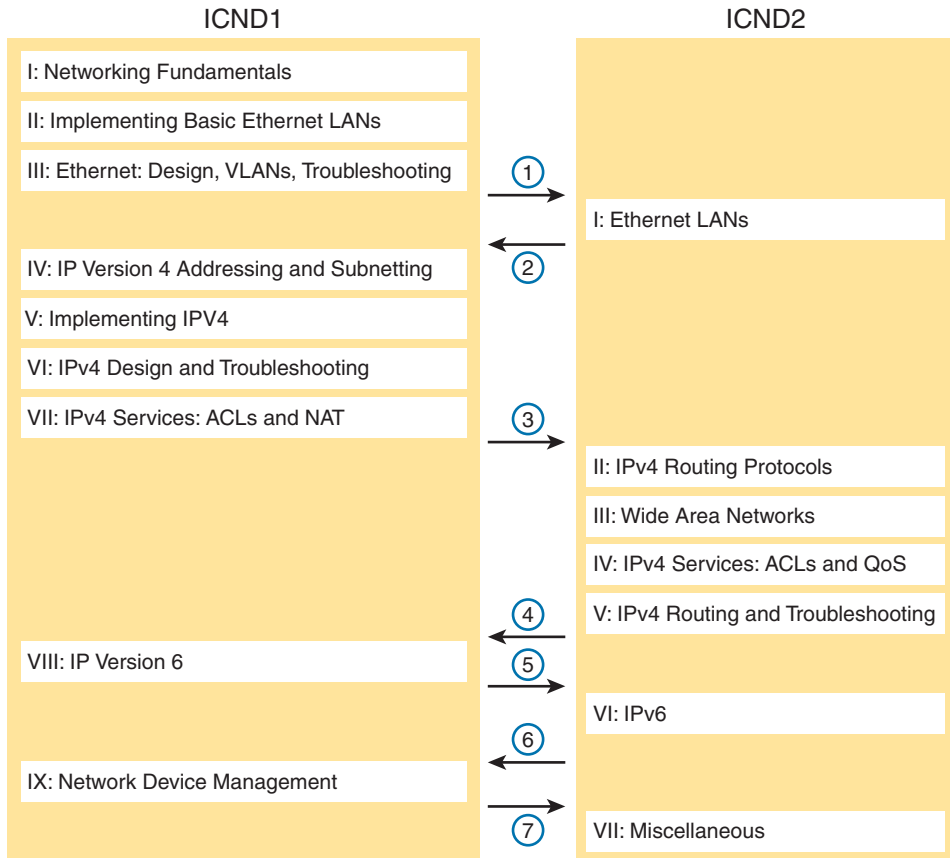 ICND1
ICND2
I: Networking Fundamentals
II: Implementing Basic Ethernet LANs
III: Ethernet: Design, VLANs, Troubleshooting
1
I: Ethernet LANs
2
IV: IP Version 4 Addressing and Subnetting
V: Implementing IPV4
VI: IPv4 Design and Troubleshooting
VII: IPv4 Services: ACLs and NAT
3
II: IPv4 Routing Protocols
III: Wide Area Networks
IV: IPv4 Services: ACLs and QoS
V: IPv4 Routing and Troubleshooting
4
VIII: IP Version 6
5
VI: IPv6
6
IX: Network Device Management
7
VII: Miscellaneous